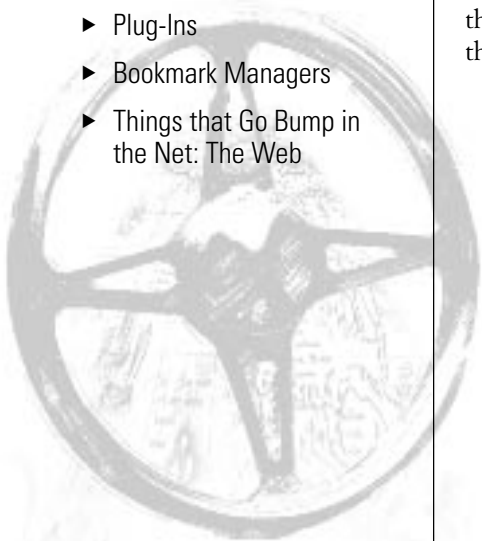 ► Plug-Ins
► Bookmark Managers
► Things that Go Bump in
the Net: The Web